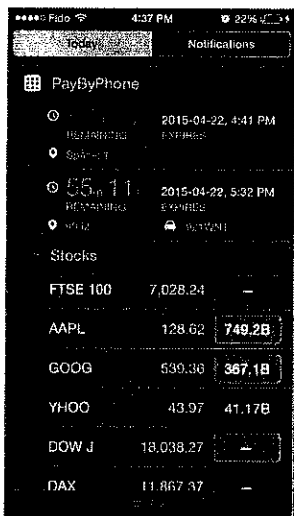 Fido 4:37 PM 22%
Today Notifications
PayByPhone
2015-04-22, 4:41 PM
REMAINING EXPIRES
55m 11s 2015-04-22, 5:32 PM
REMAINING EXPIRES
Stocks
FTSE 100 7,028.24 –
AAPL 128.62 749.2B
GOOG 539.36 367.1B
YHOO 43.97 41.17B
DOW J 18,038.27 –
DAX 11,867.37 –